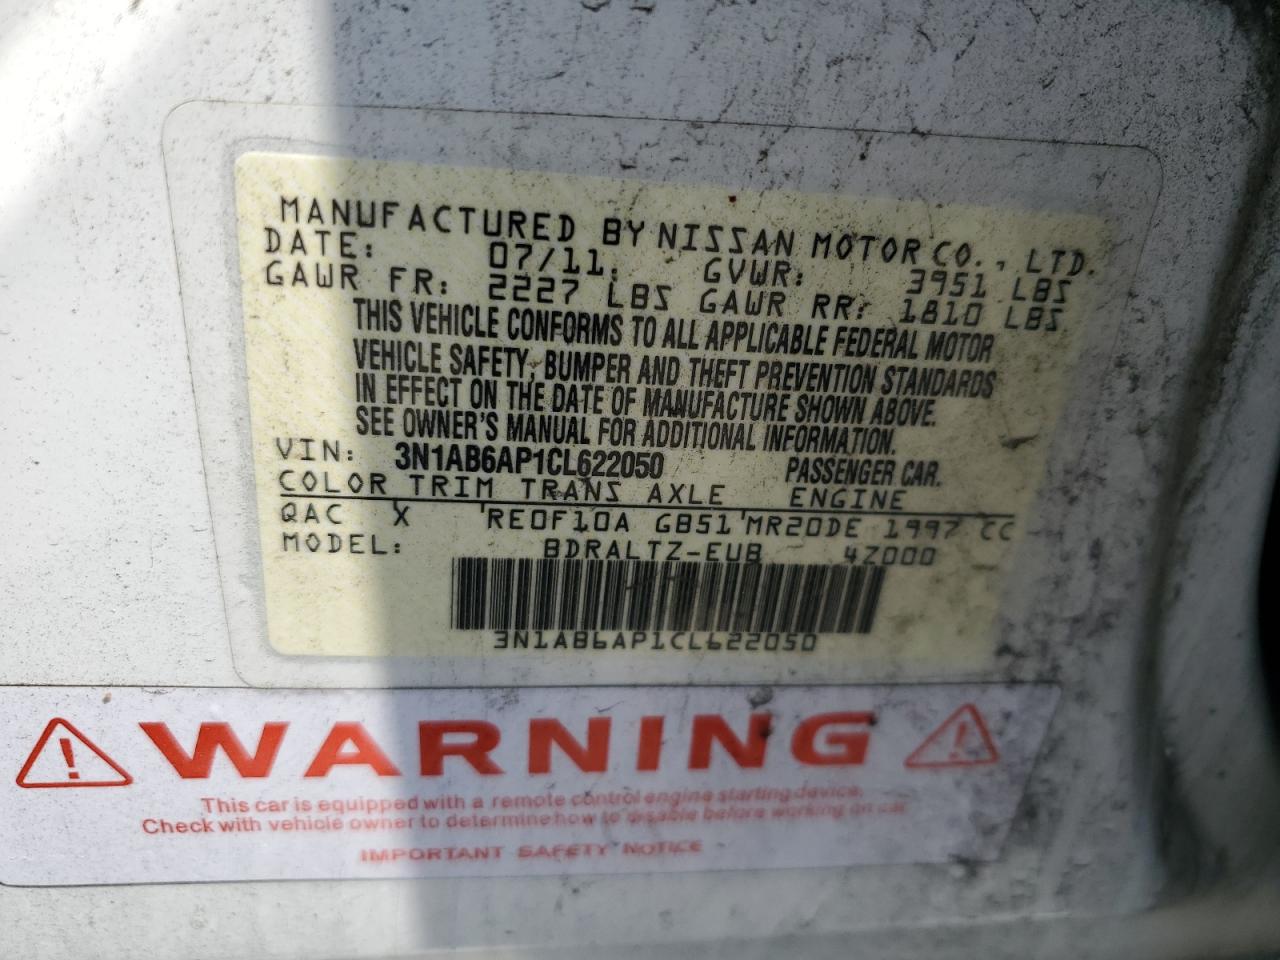 MANUFACTURED BY NISSAN MOTOR CO., LTD.
DATE: 07/11 GVWR: 3951 LBS
GAWR FR: 2227 LBS GAWR RR: 1810 LBS
THIS VEHICLE CONFORMS TO ALL APPLICABLE FEDERAL MOTOR
VEHICLE SAFETY, BUMPER AND THEFT PREVENTION STANDARDS
IN EFFECT ON THE DATE OF MANUFACTURE SHOWN ABOVE.
SEE OWNER'S MANUAL FOR ADDITIONAL INFORMATION.
VIN: 3N1AB6AP1CL622050 PASSENGER CAR.
COLOR TRIM TRANS AXLE ENGINE
QAC X RE0F10A GB51 MR20DE 1997 CC
MODEL: BDRALTZ-EUB 4Z000
3N1AB6AP1CL622050
WARNING
This car is equipped with a remote control engine starting device.
Check with vehicle owner to determine how to disable before working on car
IMPORTANT SAFETY NOTICE